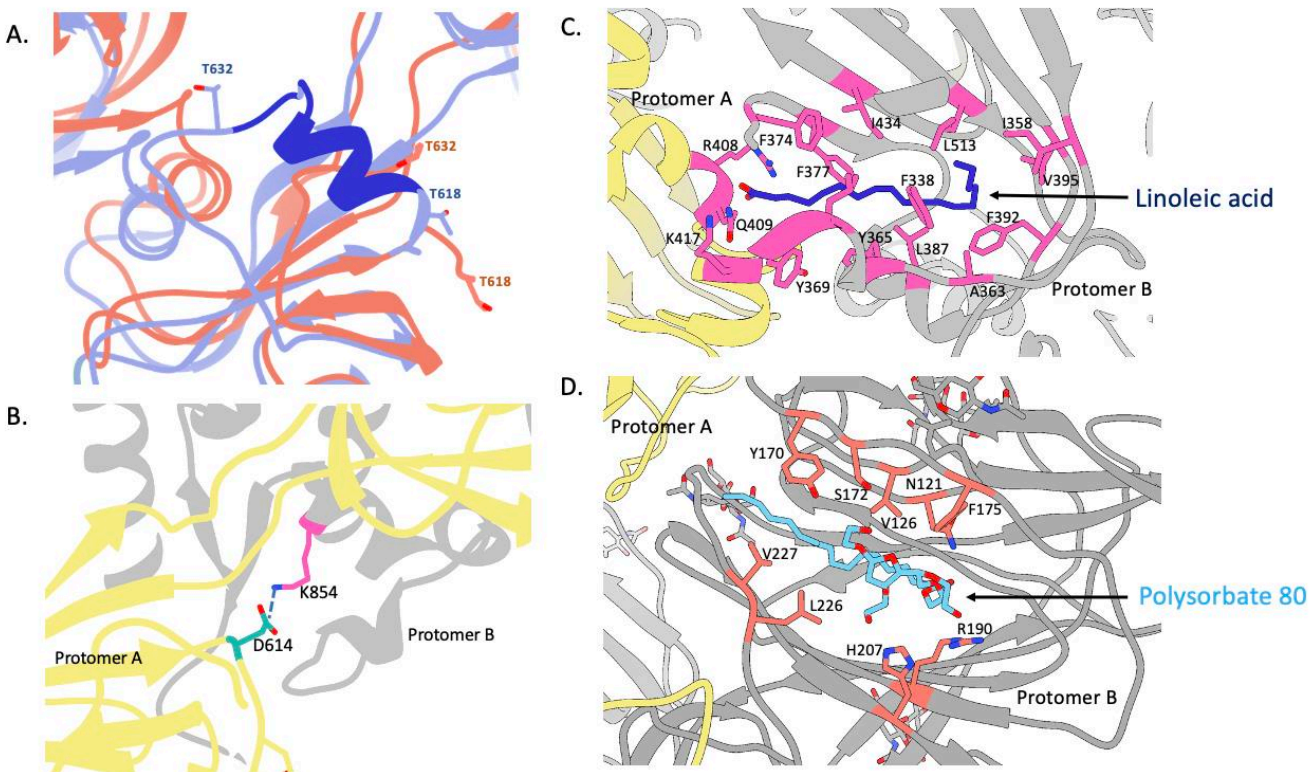 A.
T632
T632
T618
T618
B.
K854
D614
Protomer A
Protomer B
C.
Protomer A
I434
I358
R408
F374
L513
F377
F338
V395
Linoleic acid
Q409
F392
K417
Y365
L387
Y369
A363
Protomer B
D.
Protomer A
Y170
N121
S172
F175
V126
V227
L226
Polysorbate 80
R190
H207
Protomer B